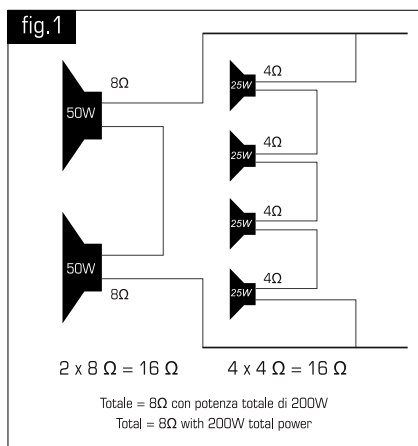 fig.1
8Ω
50W
50W
8Ω
4Ω
25W
4Ω
25W
4Ω
25W
4Ω
25W
2 x 8 Ω = 16 Ω
4 x 4 Ω = 16 Ω
Totale = 8Ω con potenza totale di 200W
Total = 8Ω with 200W total power